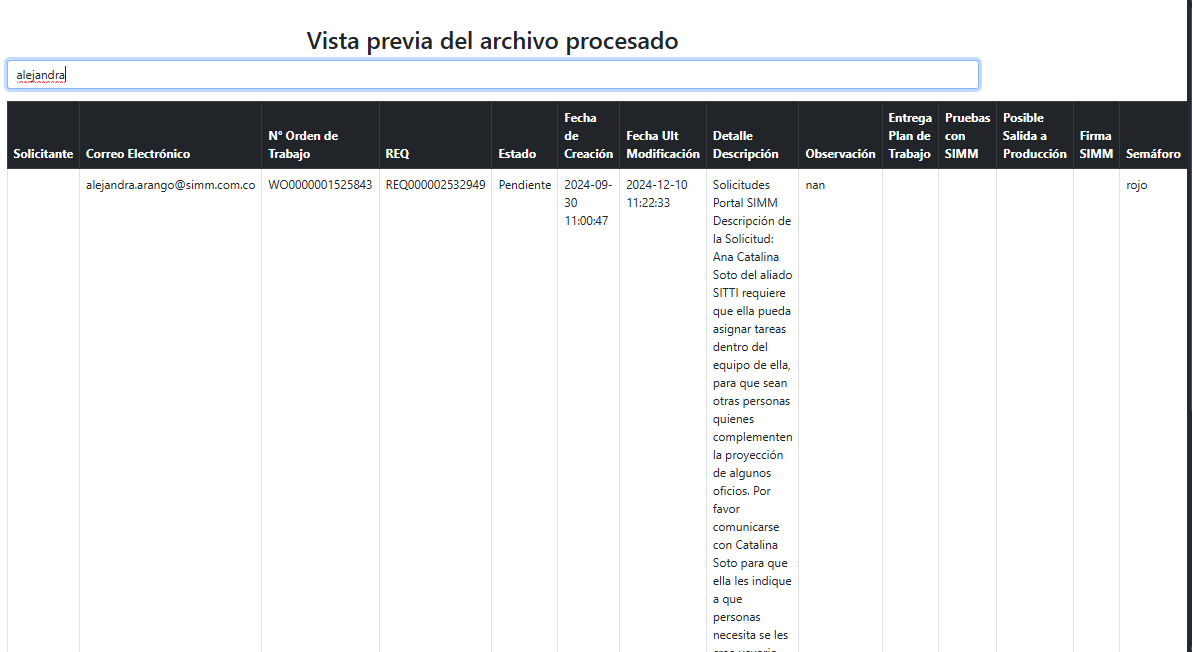 Vista previa del archivo procesado
alejandra
Solicitante
Correo Electrónico
N° Orden de
Trabajo
REQ
Estado
Fecha
de
Creación
Fecha Ult
Modificación
Detalle
Descripción
Observación
Entrega
Plan de
Trabajo
Pruebas
con
SIMM
Posible
Salida a
Producción
Firma
SIMM
Semáforo
alejandra.arango@simm.com.co
WO0000001525843
REQ000002532949
Pendiente
2024-09-
30
11:00:47
2024-12-10
11:22:33
Solicitudes
Portal SIMM
Descripción de
la Solicitud:
Ana Catalina
Soto del aliado
SITTI requiere
que ella pueda
asignar tareas
dentro del
equipo de ella,
para que sean
otras personas
quienes
complementen
la proyección
de algunos
oficios. Por
favor
comunicarse
con Catalina
Soto para que
ella les indique
a que
personas
necesita se les
nan
rojo